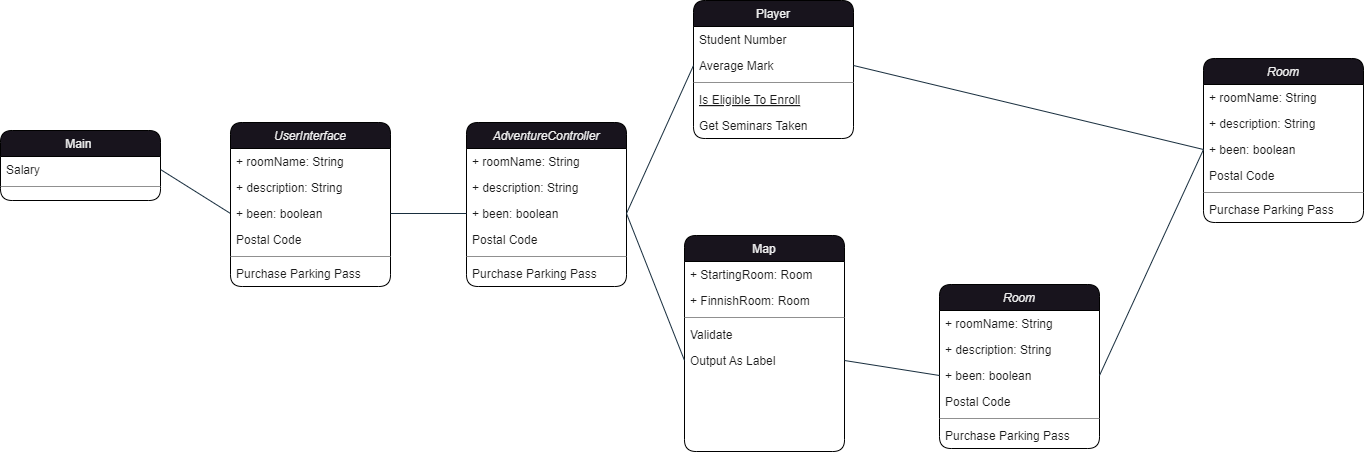 Main
Salary
UserInterface
+ roomName: String
+ description: String
+ been: boolean
Postal Code
Purchase Parking Pass
AdventureController
+ roomName: String
+ description: String
+ been: boolean
Postal Code
Purchase Parking Pass
Player
Student Number
Average Mark
Is Eligible To Enroll
Get Seminars Taken
Map
+ StartingRoom: Room
+ FinnishRoom: Room
Validate
Output As Label
Room
+ roomName: String
+ description: String
+ been: boolean
Postal Code
Purchase Parking Pass
Room
+ roomName: String
+ description: String
+ been: boolean
Postal Code
Purchase Parking Pass